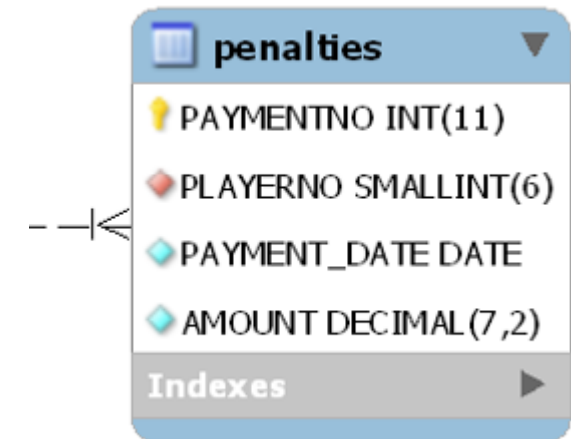 penalties
PAYMENTNO INT(11)
PLAYERNO SMALLINT(6)
PAYMENT_DATE DATE
AMOUNT DECIMAL(7,2)
Indexes